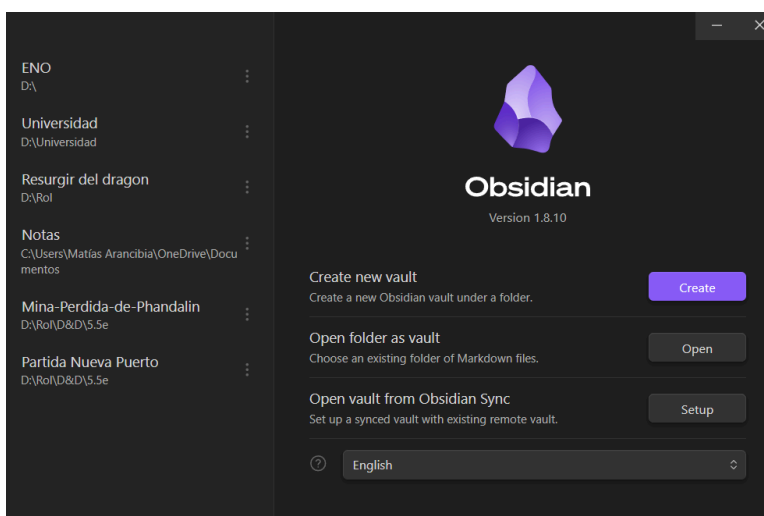 ENO
D:\
Universidad
D:\Universidad
Resurgir del dragon
D:\Rol
Notas
C:\Users\Matías Arancibia\OneDrive\Docu
mentos
Mina-Perdida-de-Phandalin
D:\Rol\D&D\5.5e
Partida Nueva Puerto
D:\Rol\D&D\5.5e
Obsidian
Version 1.8.10
Create new vault
Create a new Obsidian vault under a folder.
Create
Open folder as vault
Choose an existing folder of Markdown files.
Open
Open vault from Obsidian Sync
Set up a synced vault with existing remote vault.
Setup
?
English